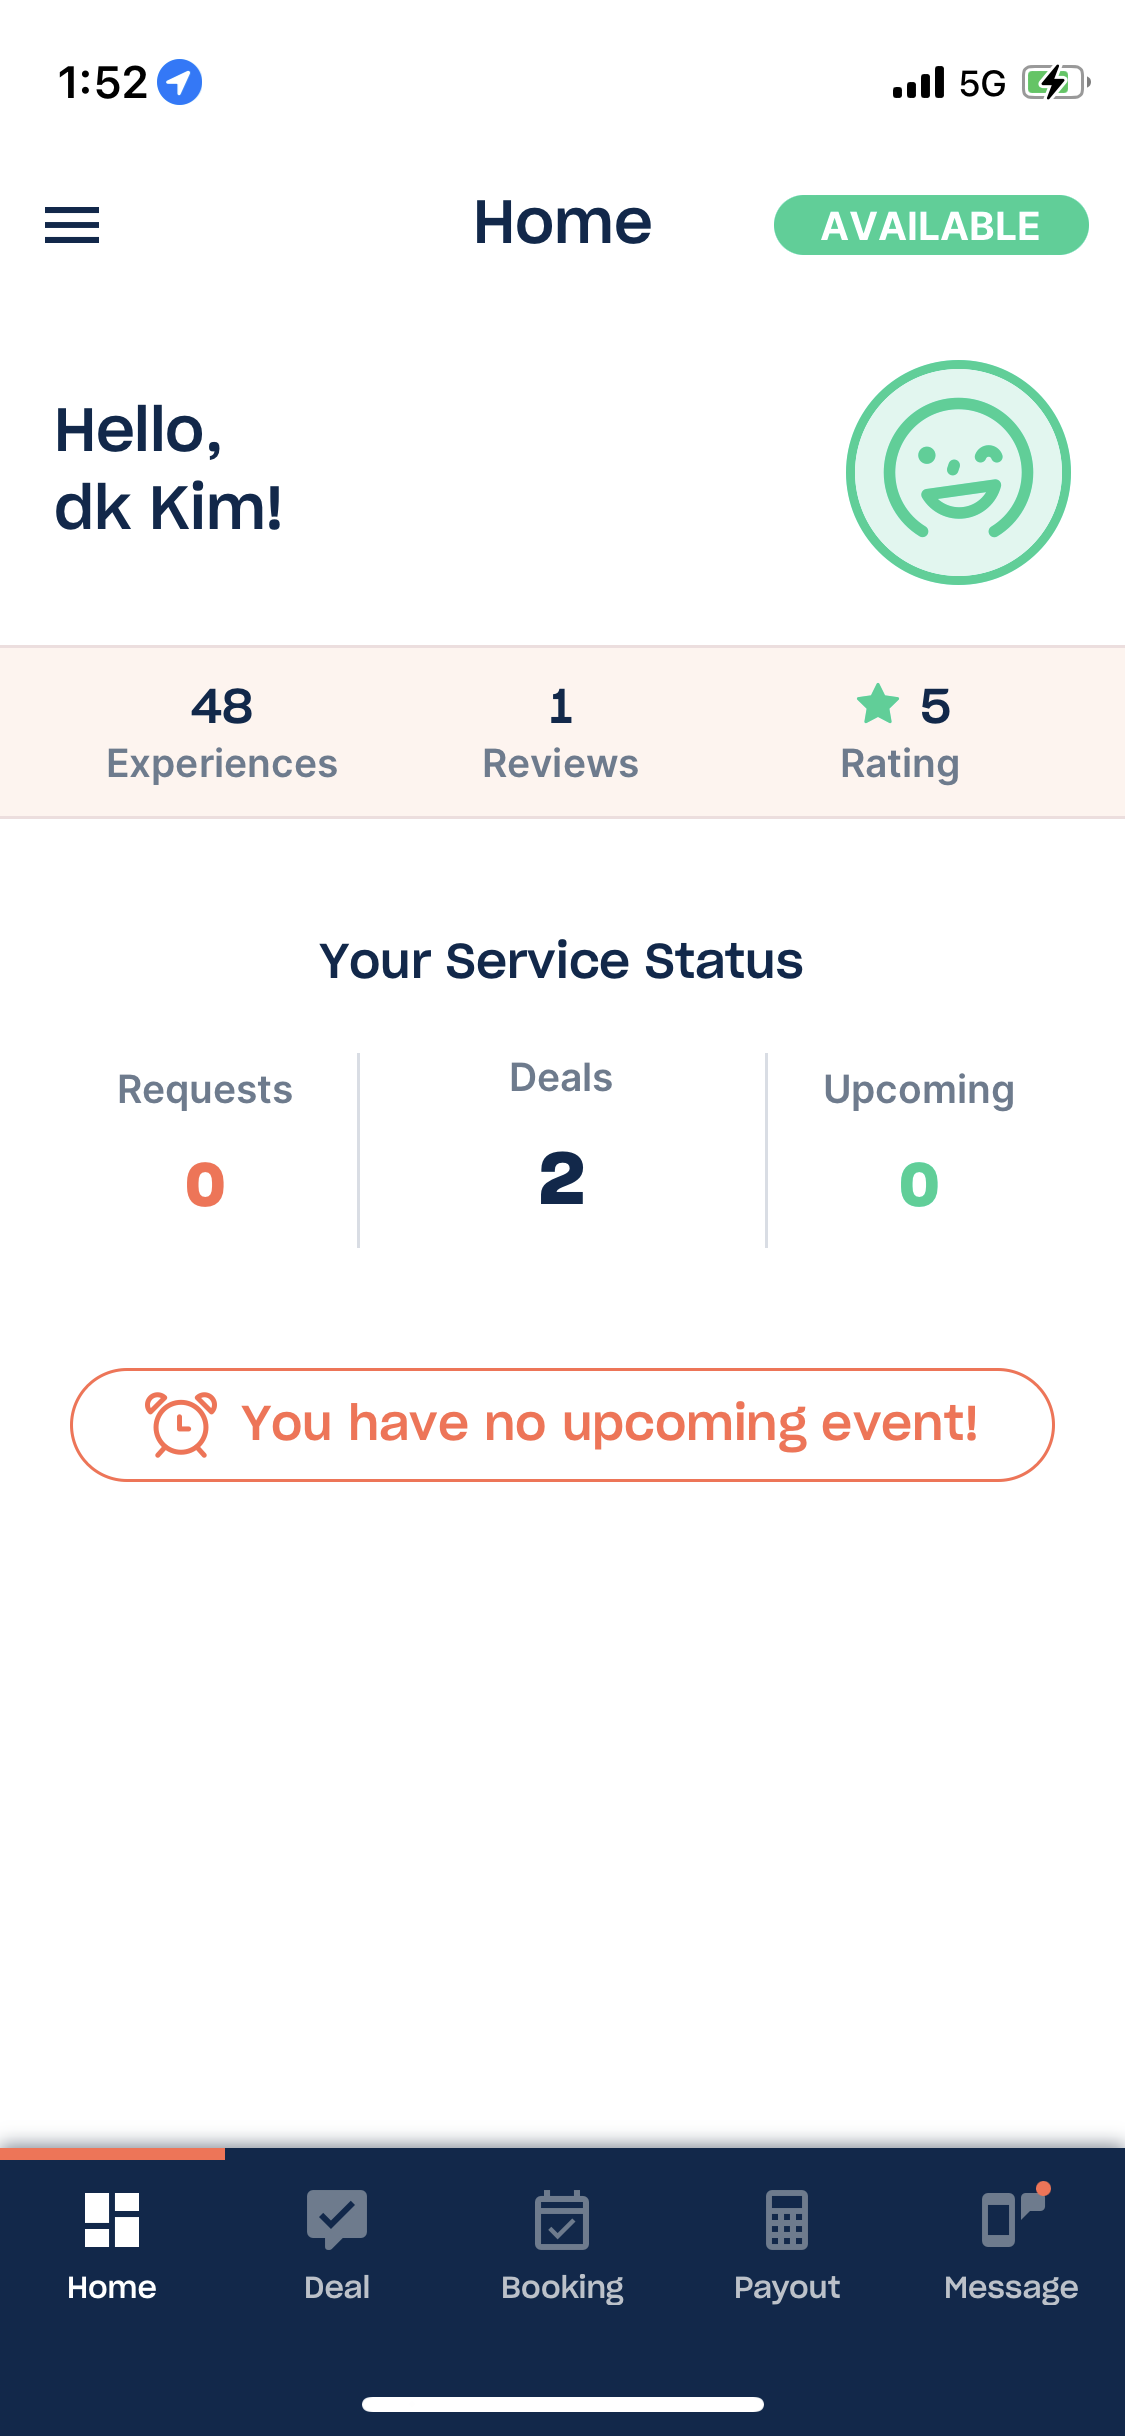 1:52 5G
Home AVAILABLE
Hello,
dk Kim!
48 1 5
Experiences Reviews Rating
Your Service Status
Requests Deals Upcoming
0 2 0
You have no upcoming event!
Home Deal Booking Payout Message